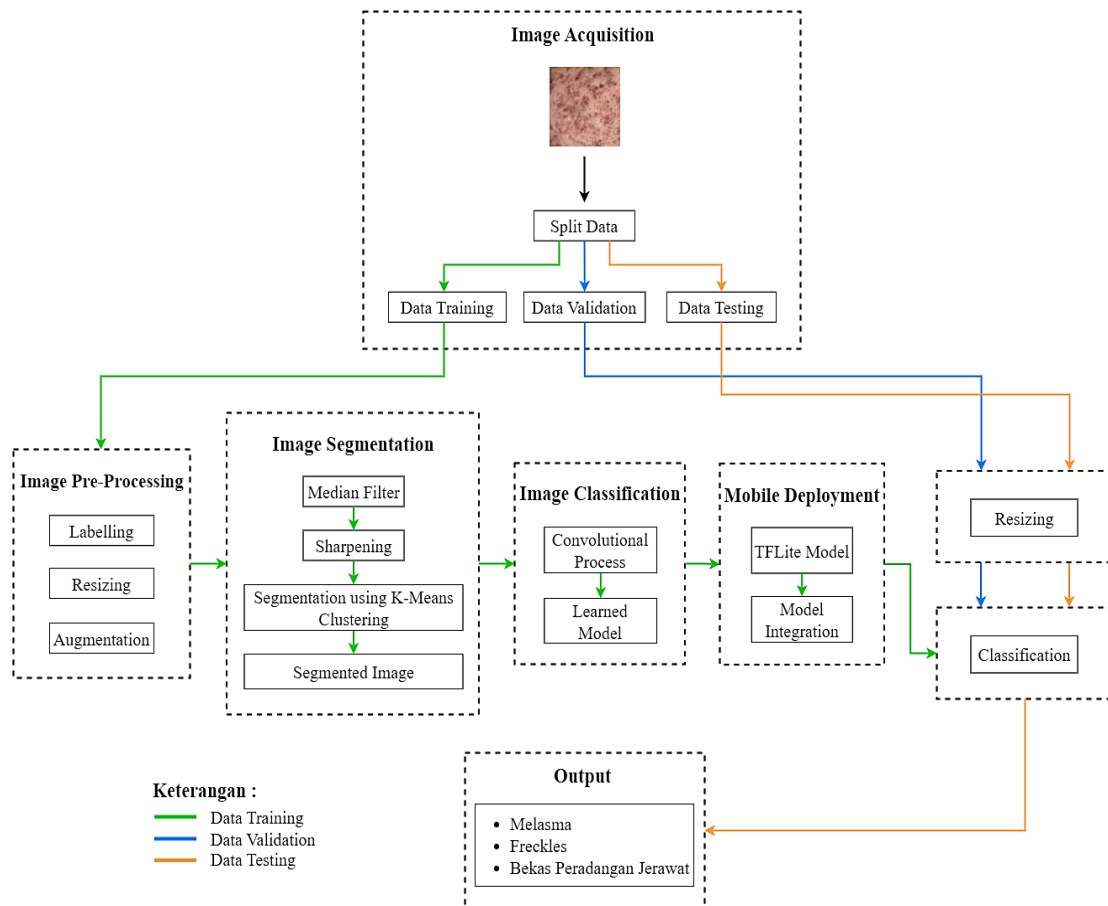 Image Acquisition
Split Data
Data Training
Data Validation
Data Testing
Image Pre-Processing
Labelling
Resizing
Augmentation
Image Segmentation
Median Filter
Sharpening
Segmentation using K-Means
Clustering
Segmented Image
Image Classification
Convolutional
Process
Learned
Model
Mobile Deployment
TFLite Model
Model
Integration
Resizing
Classification
Output
• Melasma
• Freckles
• Bekas Peradangan Jerawat
Keterangan :
Data Training
Data Validation
Data Testing